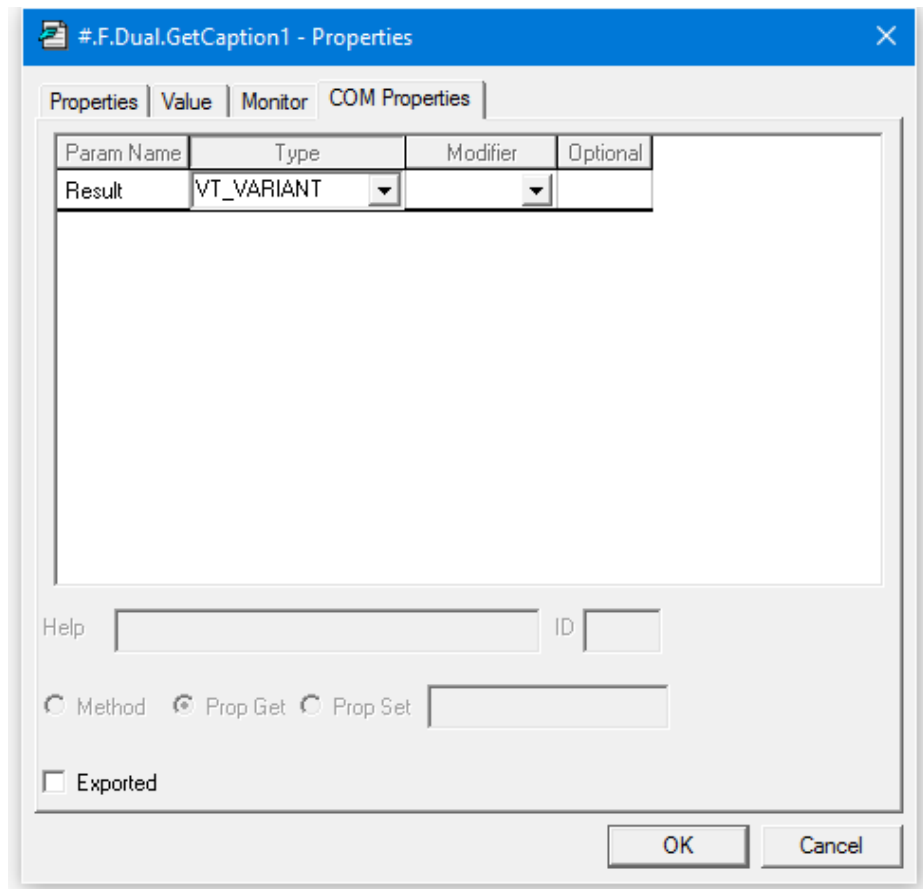 #.F.Dual.GetCaption1 - Properties
Properties Value Monitor COM Properties
Param Name Type Modifier Optional
Result VT_VARIANT
Help ID
Method Prop Get Prop Set
Exported
OK Cancel